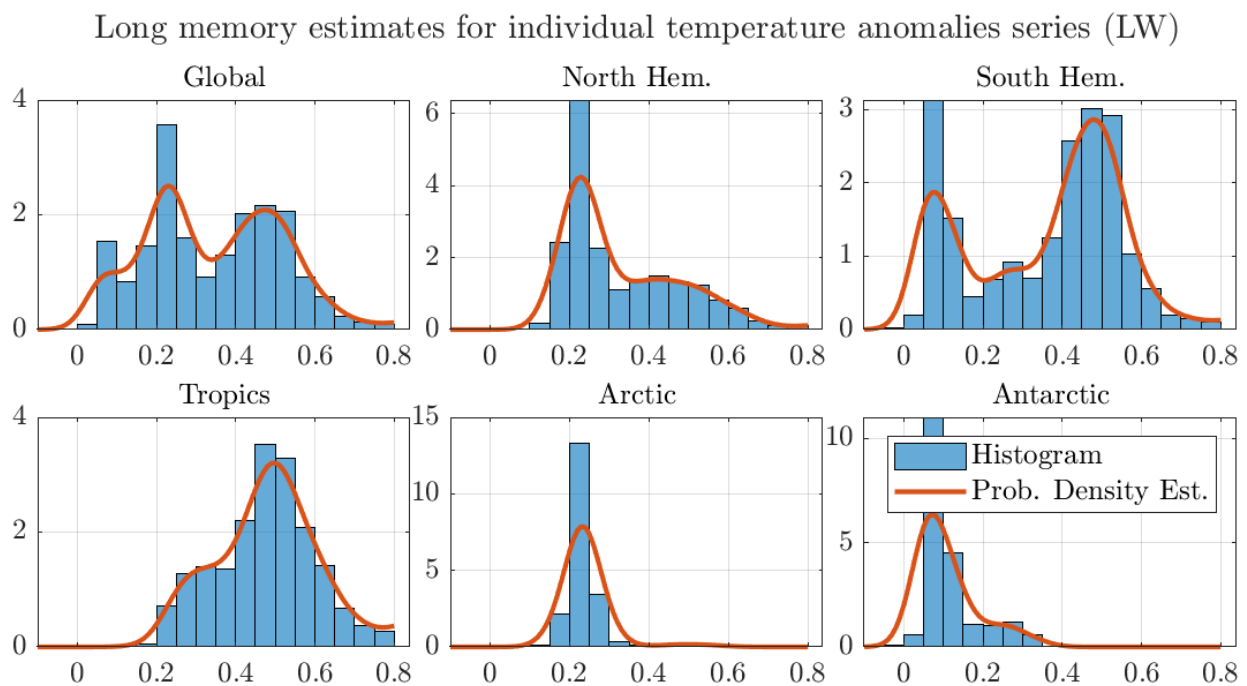 Long memory estimates for individual temperature anomalies series (LW)
Global
North Hem.
South Hem.
4
2
0
0 0.2 0.4 0.6 0.8
6
4
2
0
0 0.2 0.4 0.6 0.8
3
2
1
0
0 0.2 0.4 0.6 0.8
Tropics
Arctic
Antarctic
4
2
0
0 0.2 0.4 0.6 0.8
15
10
5
0
0 0.2 0.4 0.6 0.8
10
5
0
0 0.2 0.4 0.6 0.8
Histogram
Prob. Density Est.